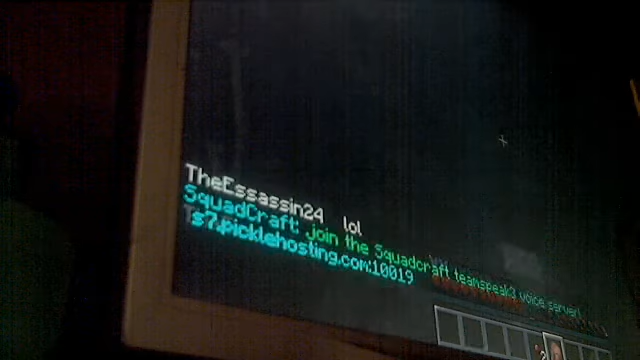 TheEssassin24 lol
SquadCraft: Join the Squadcraft teamspeak3 voice server!
Ts7.picklehosting.com:10019